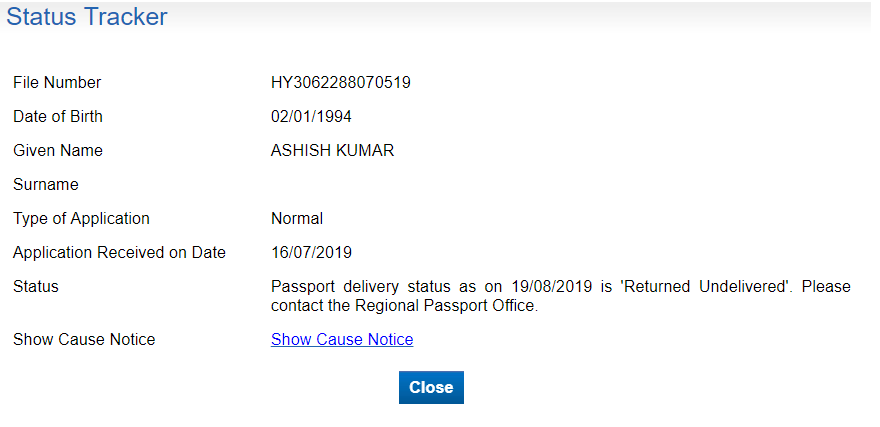 Status Tracker
File Number HY3062288070519
Date of Birth 02/01/1994
Given Name ASHISH KUMAR
Surname
Type of Application Normal
Application Received on Date 16/07/2019
Status Passport delivery status as on 19/08/2019 is 'Returned Undelivered'. Please
contact the Regional Passport Office.
Show Cause Notice Show Cause Notice
Close